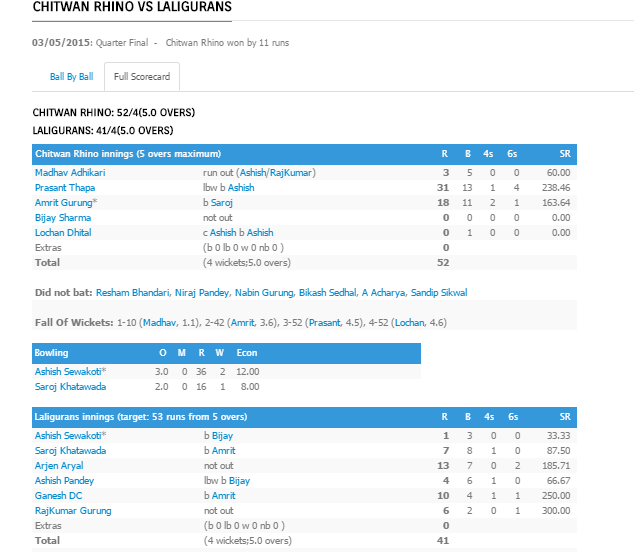 CHITWAN RHINO VS LALIGURANS
03/05/2015: Quarter Final - Chitwan Rhino won by 11 runs
Ball By Ball Full Scorecard
CHITWAN RHINO: 52/4(5.0 OVERS)
LALIGURANS: 41/4(5.0 OVERS)
Chitwan Rhino innings (5 overs maximum) R B 4s 6s SR
Madhav Adhikari run out (Ashish/RajKumar) 3 5 0 0 60.00
Prasant Thapa lbw b Ashish 31 13 1 4 238.46
Amrit Gurung* b Saroj 18 11 2 1 163.64
Bijay Sharma not out 0 0 0 0 0.00
Lochan Dhital c Ashish b Ashish 0 1 0 0 0.00
Extras (b 0 lb 0 w 0 nb 0 ) 0
Total (4 wickets;5.0 overs) 52
Did not bat: Resham Bhandari, Niraj Pandey, Nabin Gurung, Bikash Sedhal, A Acharya, Sandip Sikwal
Fall Of Wickets: 1-10 (Madhav, 1.1), 2-42 (Amrit, 3.6), 3-52 (Prasant, 4.5), 4-52 (Lochan, 4.6)
Bowling O M R W Econ
Ashish Sewakoti* 3.0 0 36 2 12.00
Saroj Khatawada 2.0 0 16 1 8.00
Laligurans innings (target: 53 runs from 5 overs) R B 4s 6s SR
Ashish Sewakoti* b Bijay 1 3 0 0 33.33
Saroj Khatawada b Amrit 7 8 1 0 87.50
Arjen Aryal not out 13 7 0 2 185.71
Ashish Pandey lbw b Bijay 4 6 1 0 66.67
Ganesh DC b Amrit 10 4 1 1 250.00
RajKumar Gurung not out 6 2 0 1 300.00
Extras (b 0 lb 0 w 0 nb 0 ) 0
Total (4 wickets;5.0 overs) 41